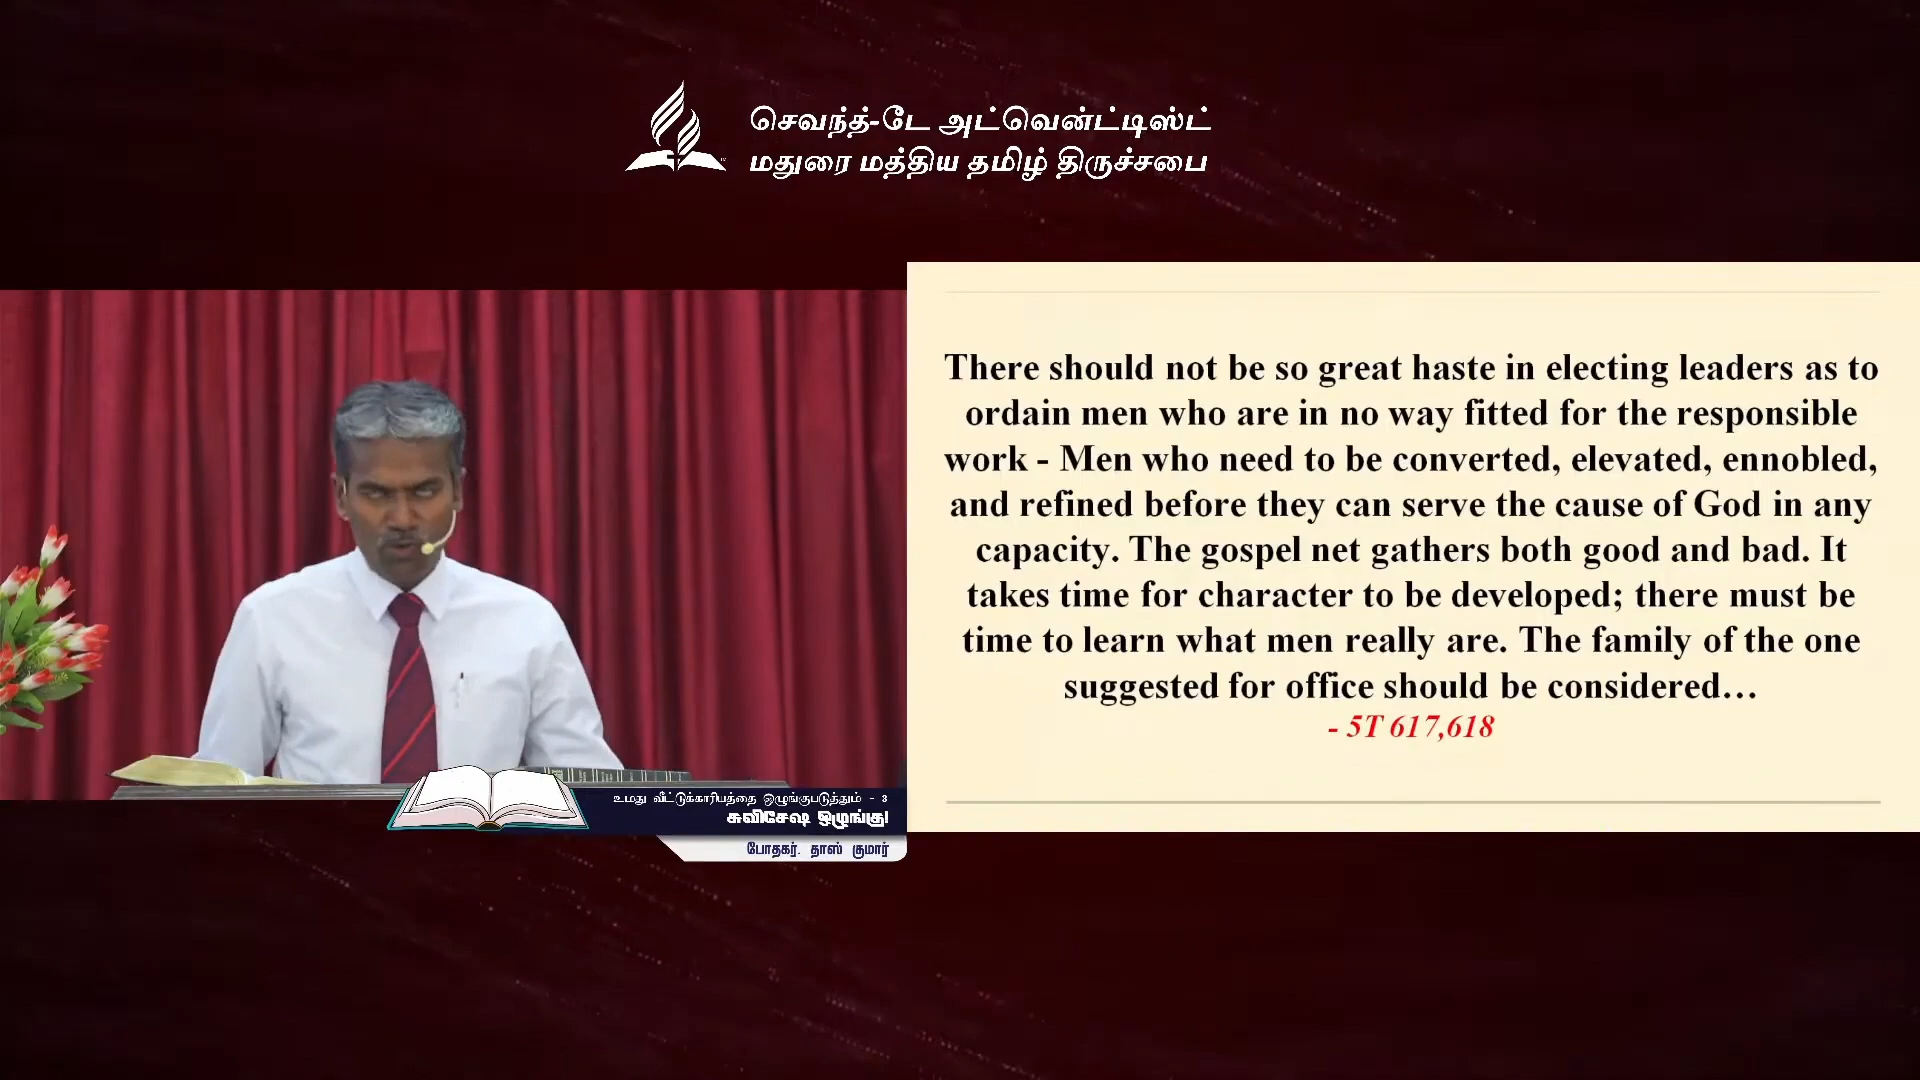 செவந்த்-டே அட்வென்ட்டிஸ்ட்
மதுரை மத்திய தமிழ் திருச்சபை
There should not be so great haste in electing leaders as to
ordain men who are in no way fitted for the responsible
work - Men who need to be converted, elevated, ennobled,
and refined before they can serve the cause of God in any
capacity. The gospel net gathers both good and bad. It
takes time for character to be developed; there must be
time to learn what men really are. The family of the one
suggested for office should be considered…
- 5T 617,618
உமது வீட்டுக்காரியத்தை ஒழுங்குபடுத்தும் - 3
சுவிசேஷ ஒழுங்கு!
போதகர். தாஸ் குமார்